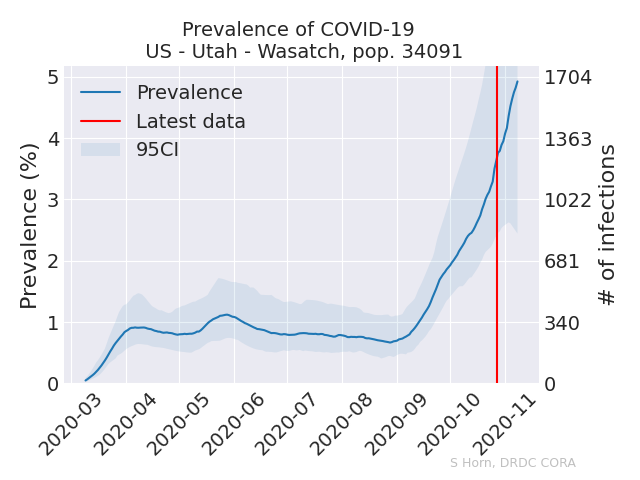 Prevalence of COVID-19
US - Utah - Wasatch, pop. 34091
Prevalence
Latest data
95CI
Prevalence (%)
5
4
3
2
1
0
1704
1363
1022
681
340
0
# of infections
2020-03
2020-04
2020-05
2020-06
2020-07
2020-08
2020-09
2020-10
2020-11
S Horn, DRDC CORA